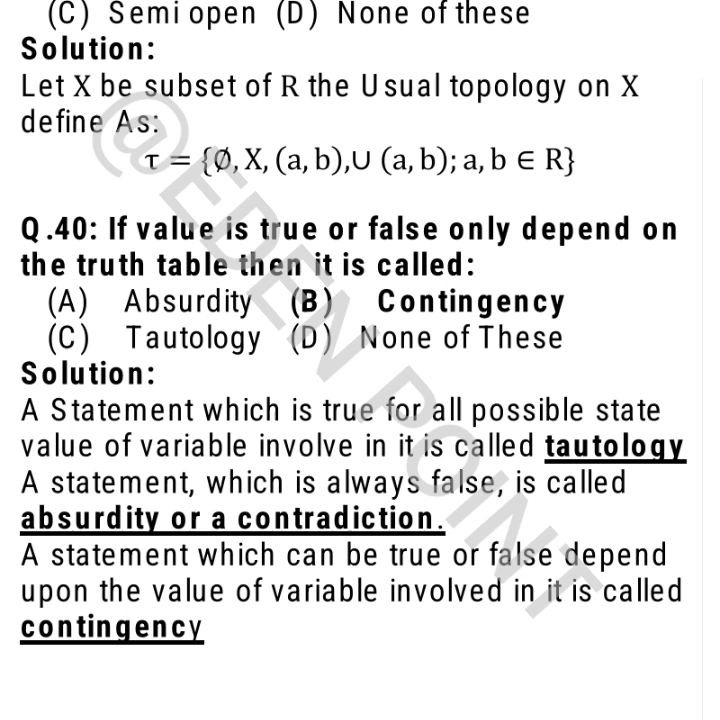 (C) Semi open (D) None of these
Solution:
Let X be subset of R the Usual topology on X
define As:
τ = {∅, X, (a, b),∪ (a, b); a, b ∈ R}
Q.40: If value is true or false only depend on
the truth table then it is called:
(A) Absurdity (B) Contingency
(C) Tautology (D) None of These
Solution:
A Statement which is true for all possible state
value of variable involve in it is called tautology
A statement, which is always false, is called
absurdity or a contradiction.
A statement which can be true or false depend
upon the value of variable involved in it is called
contingency
@EDEN POINT